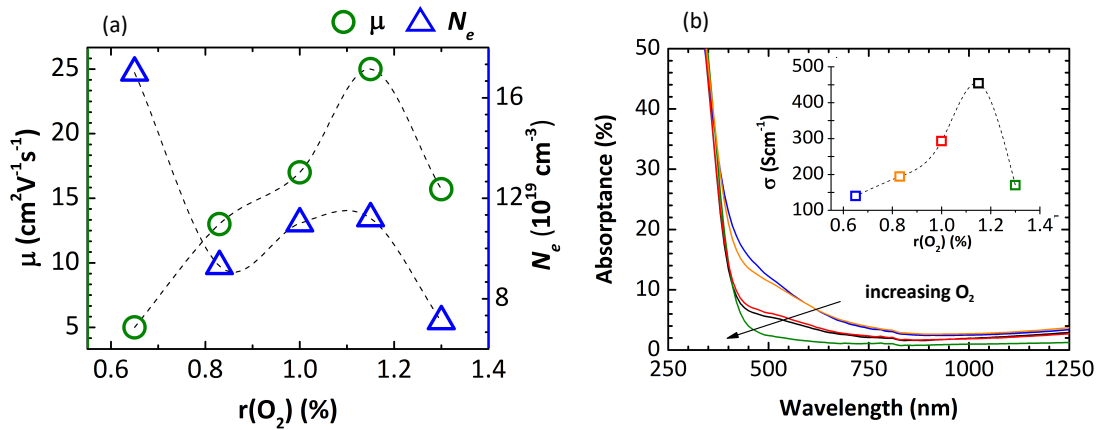 (a)
μ
Nₑ
25
20
15
10
5
16
12
8
μ (cm²V⁻¹s⁻¹)
Nₑ (10¹⁹ cm⁻³)
0.6 0.8 1.0 1.2 1.4
r(O₂) (%)
(b)
50
40
30
20
10
0
Absorptance (%)
500
400
300
200
100
σ (Scm⁻¹)
0.6 0.8 1.0 1.2 1.4
r(O₂) (%)
increasing O₂
250 500 750 1000 1250
Wavelength (nm)